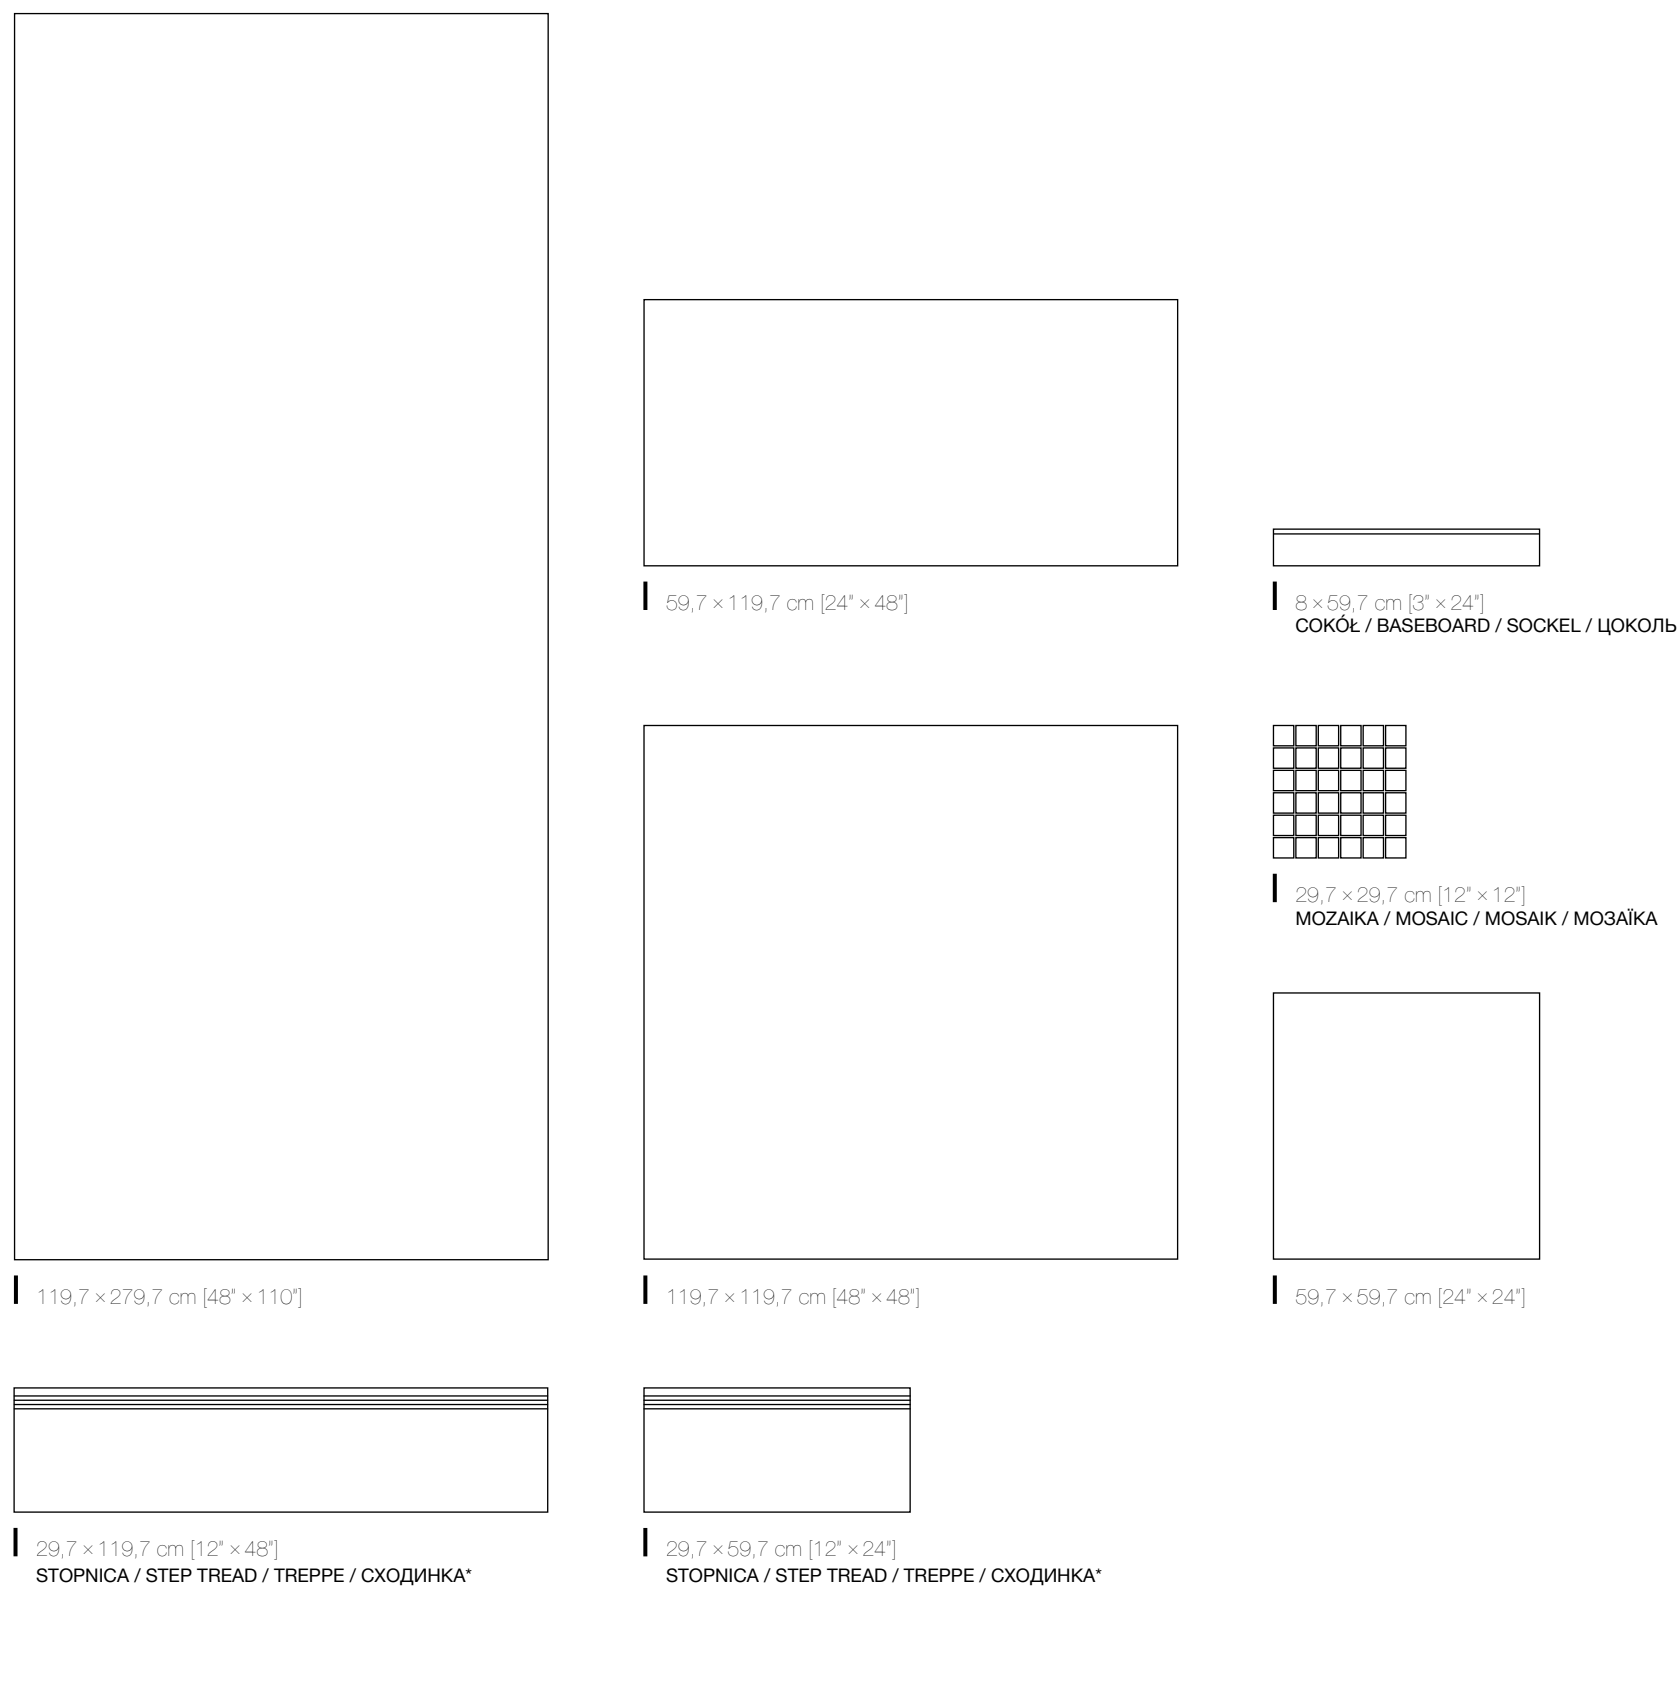 59,7 × 119,7 cm [24" × 48"]
8 × 59,7 cm [3" × 24"]
COKÓŁ / BASEBOARD / SOCKEL / ЦОКОЛЬ
29,7 × 29,7 cm [12" × 12"]
MOZAIKA / MOSAIC / MOSAIK / МОЗАЇКА
119,7 × 279,7 cm [48" × 110"]
119,7 × 119,7 cm [48" × 48"]
59,7 × 59,7 cm [24" × 24"]
29,7 × 119,7 cm [12" × 48"]
STOPNICA / STEP TREAD / TREPPE / СХОДИНКА*
29,7 × 59,7 cm [12" × 24"]
STOPNICA / STEP TREAD / TREPPE / СХОДИНКА*